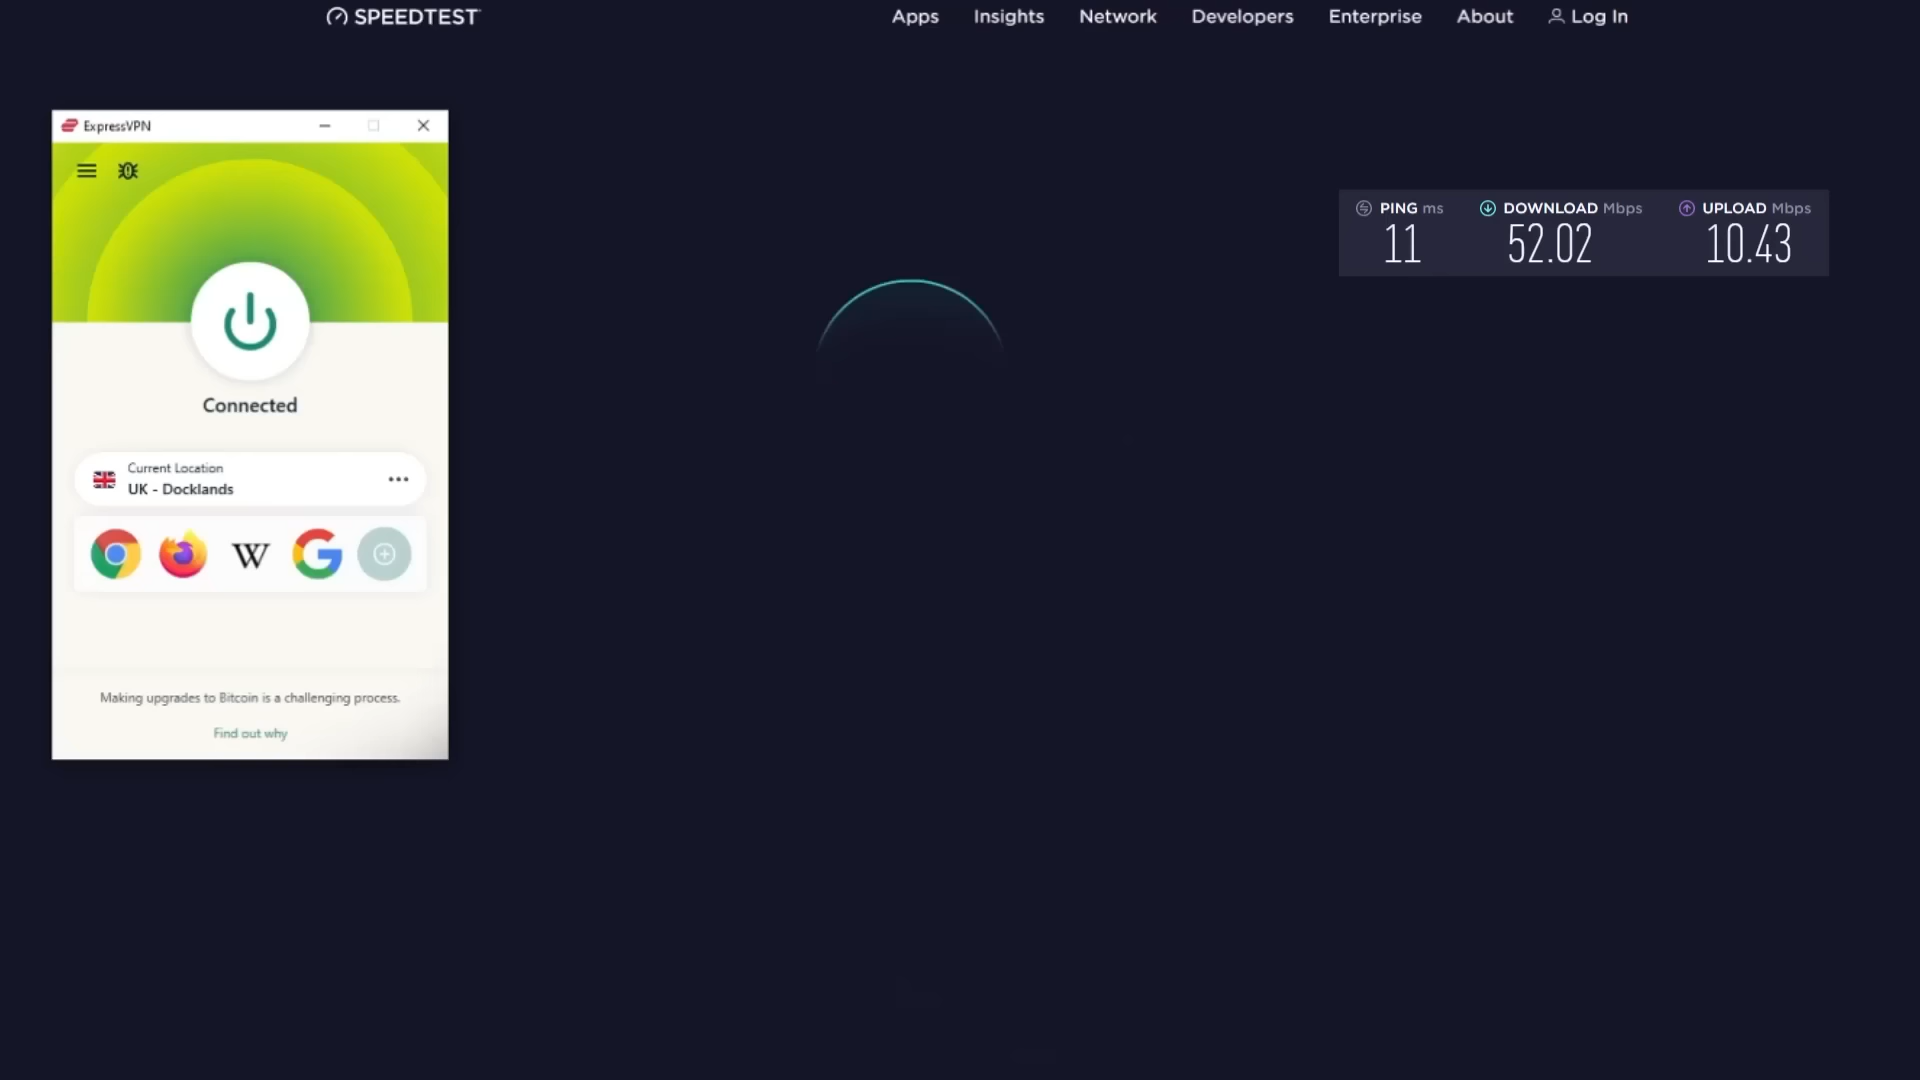 SPEEDTEST
Apps Insights Network Developers Enterprise About Log In
ExpressVPN
Connected
Current Location
UK - Docklands
W
Making upgrades to Bitcoin is a challenging process.
Find out why
PING ms DOWNLOAD Mbps UPLOAD Mbps
11 52.02 10.43